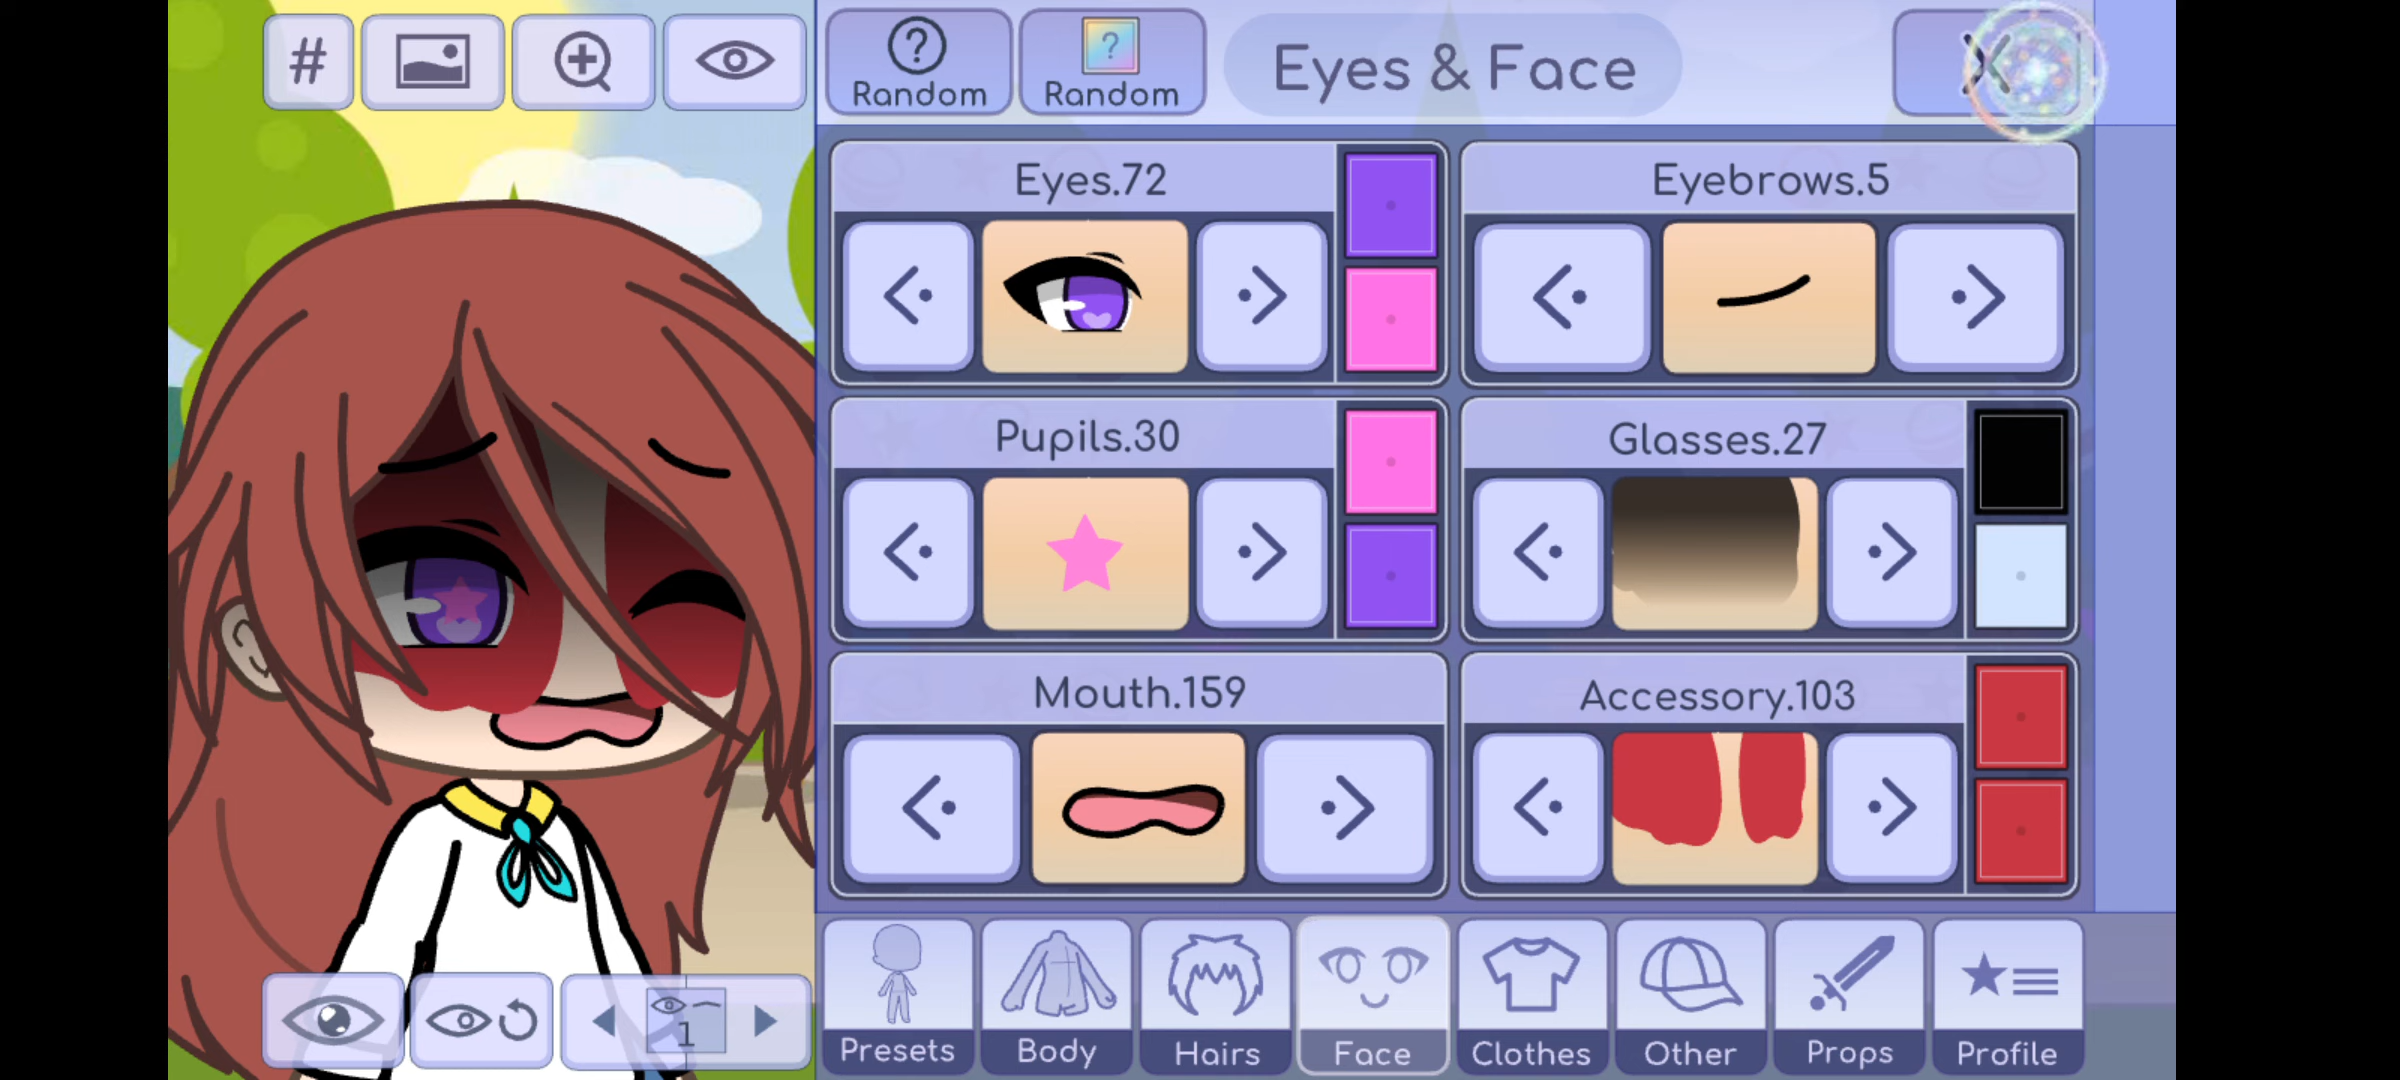 #
?
Random
?
Random
Eyes & Face
X
Eyes.72
Eyebrows.5
Pupils.30
Glasses.27
Mouth.159
Accessory.103
1
Presets
Body
Hairs
Face
Clothes
Other
Props
Profile